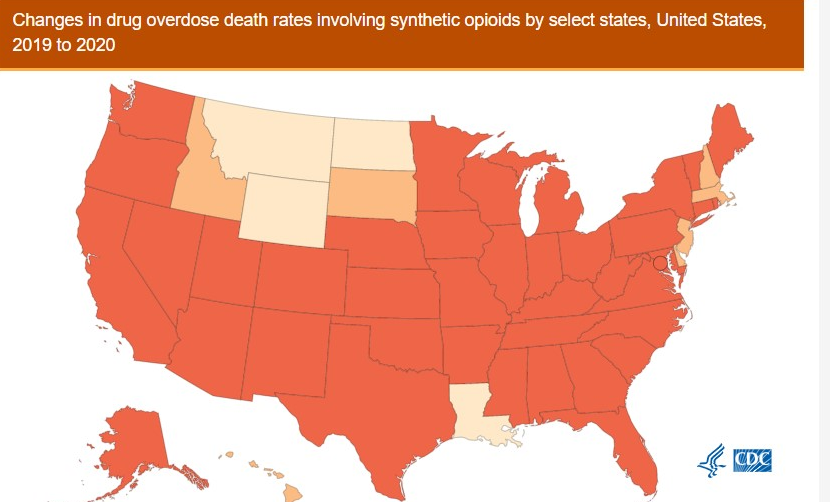 Changes in drug overdose death rates involving synthetic opioids by select states, United States,
2019 to 2020
CDC